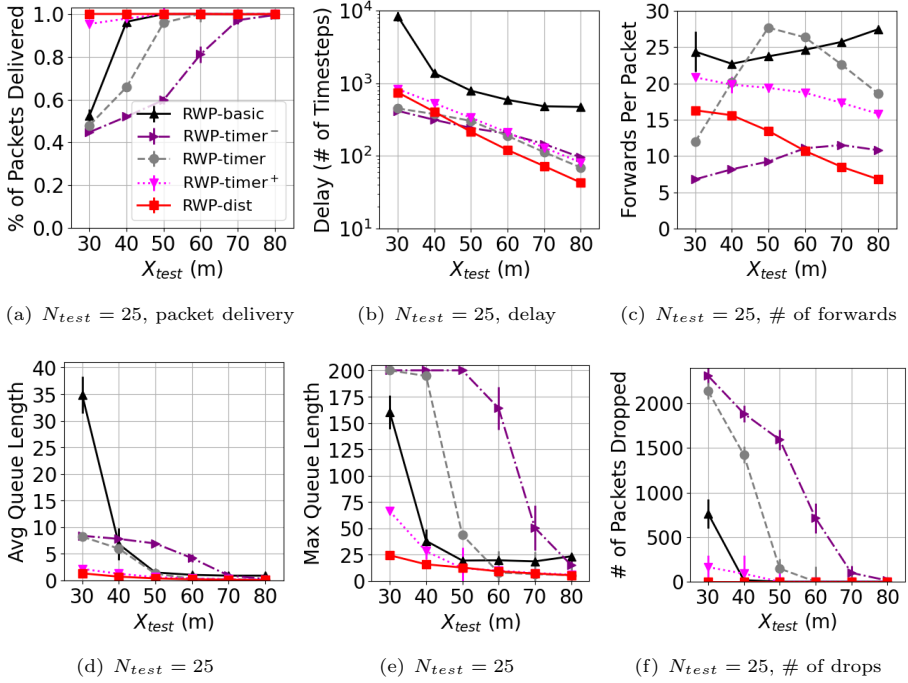 % of Packets Delivered
1.0
0.8
0.6
0.4
0.2
0.0
RWP-basic
RWP-timer⁻
RWP-timer
RWP-timer⁺
RWP-dist
30 40 50 60 70 80
X_test (m)
(a) N_test = 25, packet delivery
Delay (# of Timesteps)
10⁴
10³
10²
10¹
30 40 50 60 70 80
X_test (m)
(b) N_test = 25, delay
Forwards Per Packet
30
25
20
15
10
5
0
30 40 50 60 70 80
X_test (m)
(c) N_test = 25, # of forwards
Avg Queue Length
40
35
30
25
20
15
10
5
0
30 40 50 60 70 80
X_test (m)
(d) N_test = 25
Max Queue Length
200
175
150
125
100
75
50
25
0
30 40 50 60 70 80
X_test (m)
(e) N_test = 25
# of Packets Dropped
2000
1500
1000
500
0
30 40 50 60 70 80
X_test (m)
(f) N_test = 25, # of drops